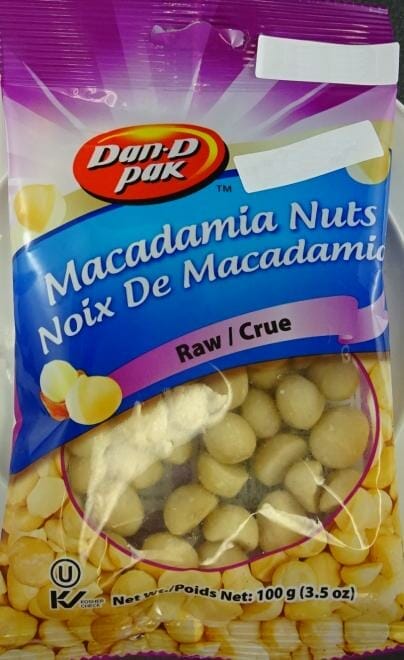 Dan·D
pak
TM
Macadamia Nuts
Noix De Macadamia
Raw / Crue
U
K
KOSHER
CHECK
Net Wt./Poids Net: 100 g (3.5 oz)